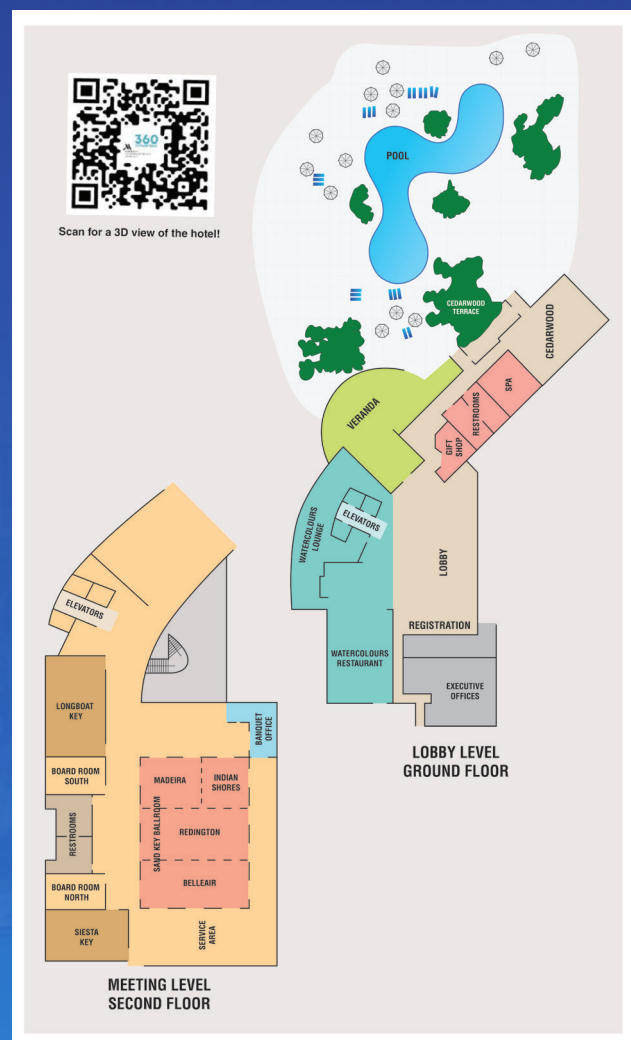 360
Scan for a 3D view of the hotel!
POOL
CEDARWOOD
TERRACE
CEDARWOOD
SPA
RESTROOMS
GIFT
SHOP
VERANDA
ELEVATORS
WATERCOLOURS
LOUNGE
LOBBY
REGISTRATION
WATERCOLOURS
RESTAURANT
EXECUTIVE
OFFICES
LOBBY LEVEL
GROUND FLOOR
ELEVATORS
LONGBOAT
KEY
BANQUET
OFFICE
BOARD ROOM
SOUTH
MADEIRA
INDIAN
SHORES
RESTROOMS
SAND KEY BALLROOM
REDINGTON
BELLEAIR
BOARD ROOM
NORTH
SIESTA
KEY
SERVICE
AREA
MEETING LEVEL
SECOND FLOOR